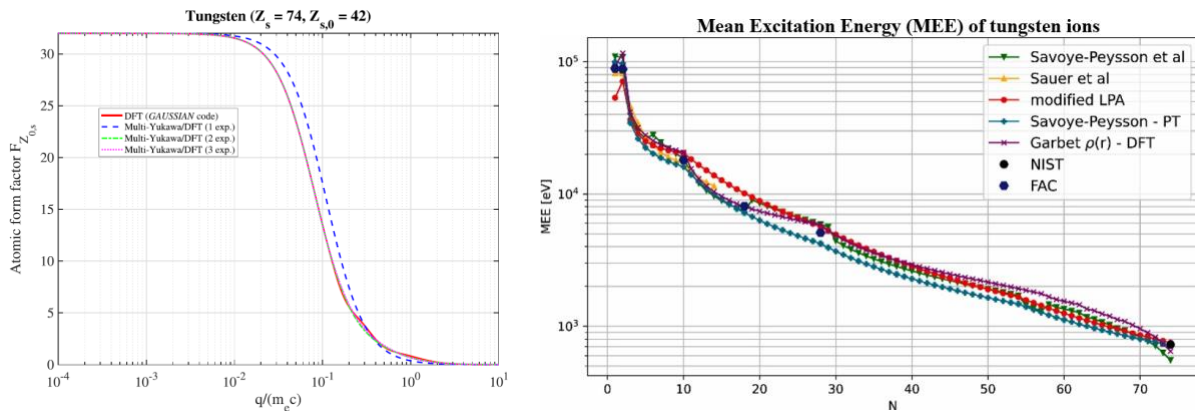 Tungsten (Z_s = 74, Z_s,0 = 42)
Atomic form factor F_Z_0,s
35
30
25
20
15
10
5
0
DFT (GAUSSIAN code)
Multi-Yukawa/DFT (1 exp.)
Multi-Yukawa/DFT (2 exp.)
Multi-Yukawa/DFT (3 exp.)
10^-4
10^-3
10^-2
10^-1
10^0
10^1
q/(m_e c)
Mean Excitation Energy (MEE) of tungsten ions
MEE [eV]
10^5
10^4
10^3
Savoye-Peysson et al
Sauer et al
modified LPA
Savoye-Peysson - PT
Garbet ρ(r) - DFT
NIST
FAC
0
10
20
30
40
50
60
70
N